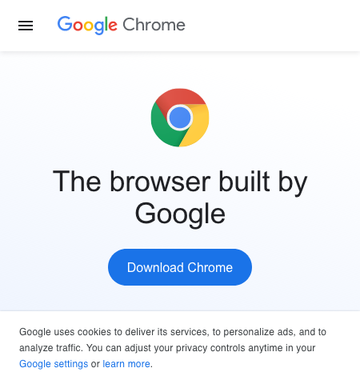 Google Chrome
The browser built by
Google
Download Chrome
Google uses cookies to deliver its services, to personalize ads, and to
analyze traffic. You can adjust your privacy controls anytime in your
Google settings or learn more.